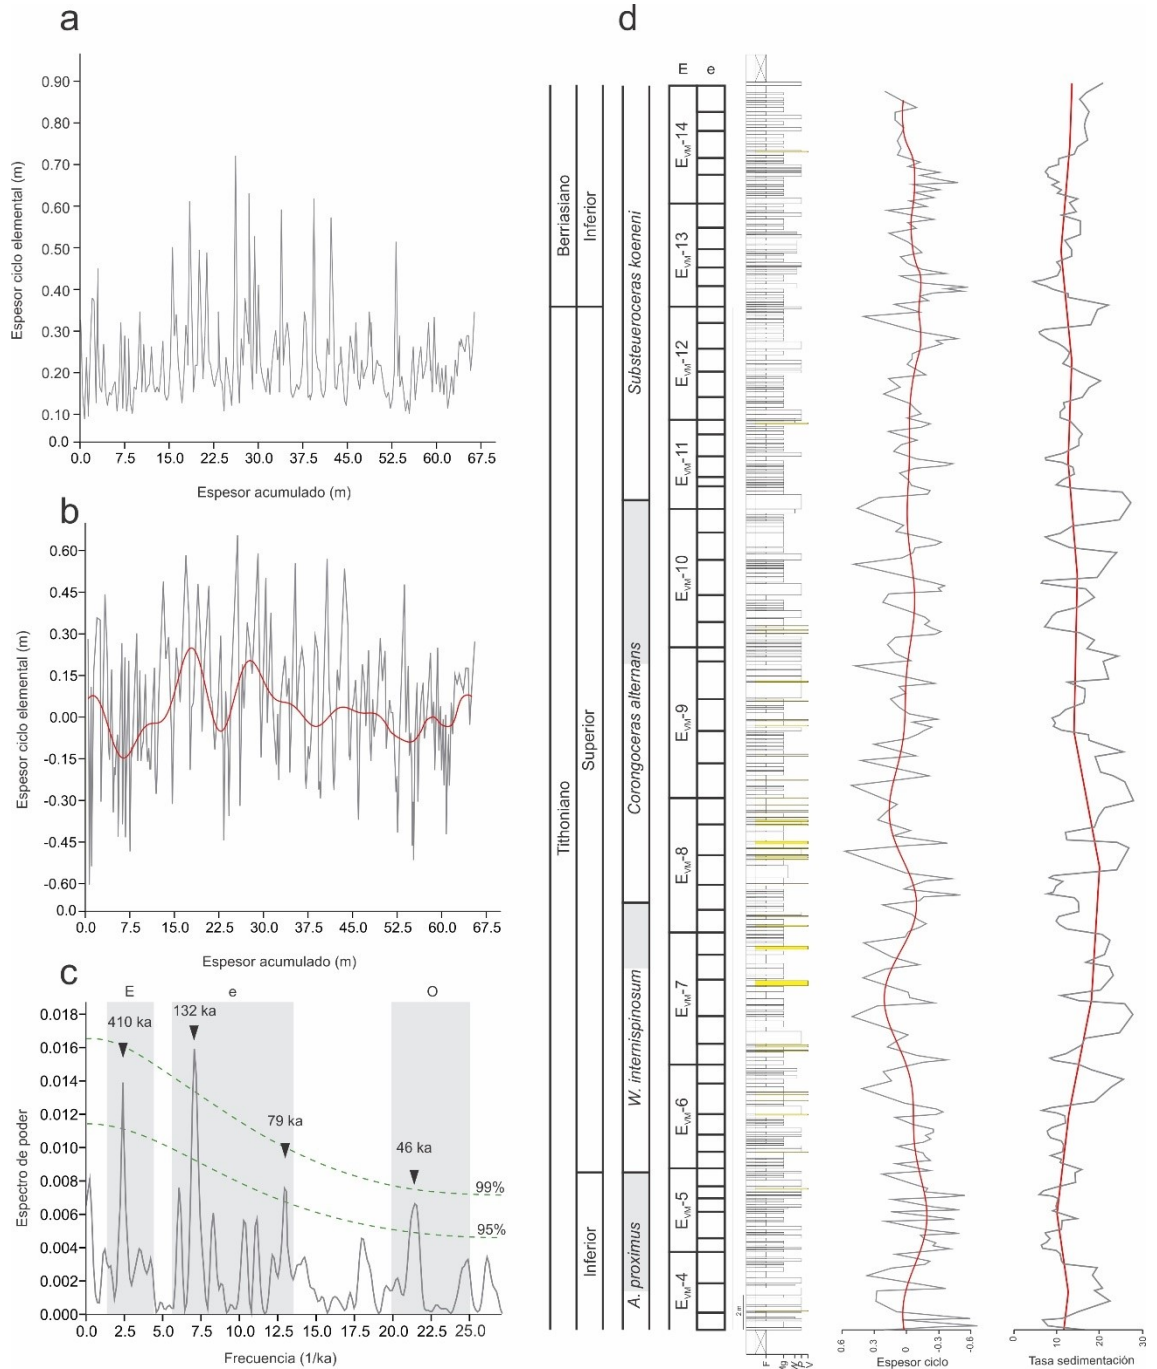 a
0.90
0.80
0.70
0.60
0.50
0.40
0.30
0.20
0.10
0.0
Espesor ciclo elemental (m)
0.0 7.5 15.5 22.5 30.0 37.5 45.0 52.5 60.0 67.5
Espesor acumulado (m)
b
0.60
0.45
0.30
0.15
0.00
-0.15
-0.30
-0.45
-0.60
0.0
Espesor ciclo elemental (m)
0.0 7.5 15.0 22.5 30.0 37.5 45.0 52.5 60.0 67.5
Espesor acumulado (m)
c
E e O
410 ka
132 ka
79 ka
46 ka
99%
95%
0.018
0.016
0.014
0.012
0.010
0.008
0.006
0.004
0.002
0.000
Espectro de poder
0.0 2.5 5.0 7.5 10.0 12.5 15.0 17.5 20.0 22.5 25.0
Frecuencia (1/ka)
d
E e
Berriasiano
Inferior
Tithoniano
Superior
Inferior
Substeueroceras koeneni
Corongoceras alternans
W. internispinosum
A. proximus
EVM-14
EVM-13
EVM-12
EVM-11
EVM-10
EVM-9
EVM-8
EVM-7
EVM-6
EVM-5
EVM-4
2 m
F
0.6 0.3 0 -0.3 -0.6
Espesor ciclo
0 10 20 30
Tasa sedimentación